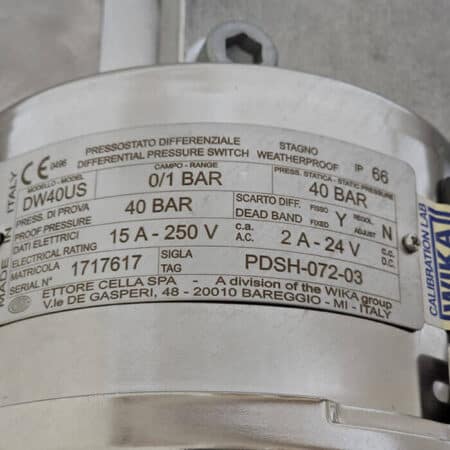 MADE IN ITALY
CE 0496
PRESSOSTATO DIFFERENZIALE STAGNO
DIFFERENTIAL PRESSURE SWITCH WEATHERPROOF IP 66
MODELLO - MODEL CAMPO - RANGE PRESS. STATICA - STATIC PRESSURE
DW40US 0/1 BAR 40 BAR
PRESS. DI PROVA SCARTO DIFF. FISSO REGOL
PROOF PRESSURE 40 BAR DEAD BAND FIXED Y ADJUST N
DATI ELETTRICI c.a. c.c.
ELECTRICAL RATING 15 A - 250 V A.C. 2 A - 24 V D.C.
MATRICOLA SIGLA
SERIAL N° 1717617 TAG PDSH-072-03
ETTORE CELLA SPA - A division of the WIKA group
V.le DE GASPERI, 48 - 20010 BAREGGIO - MI - ITALY
CALIBRATION LAB
WIKA